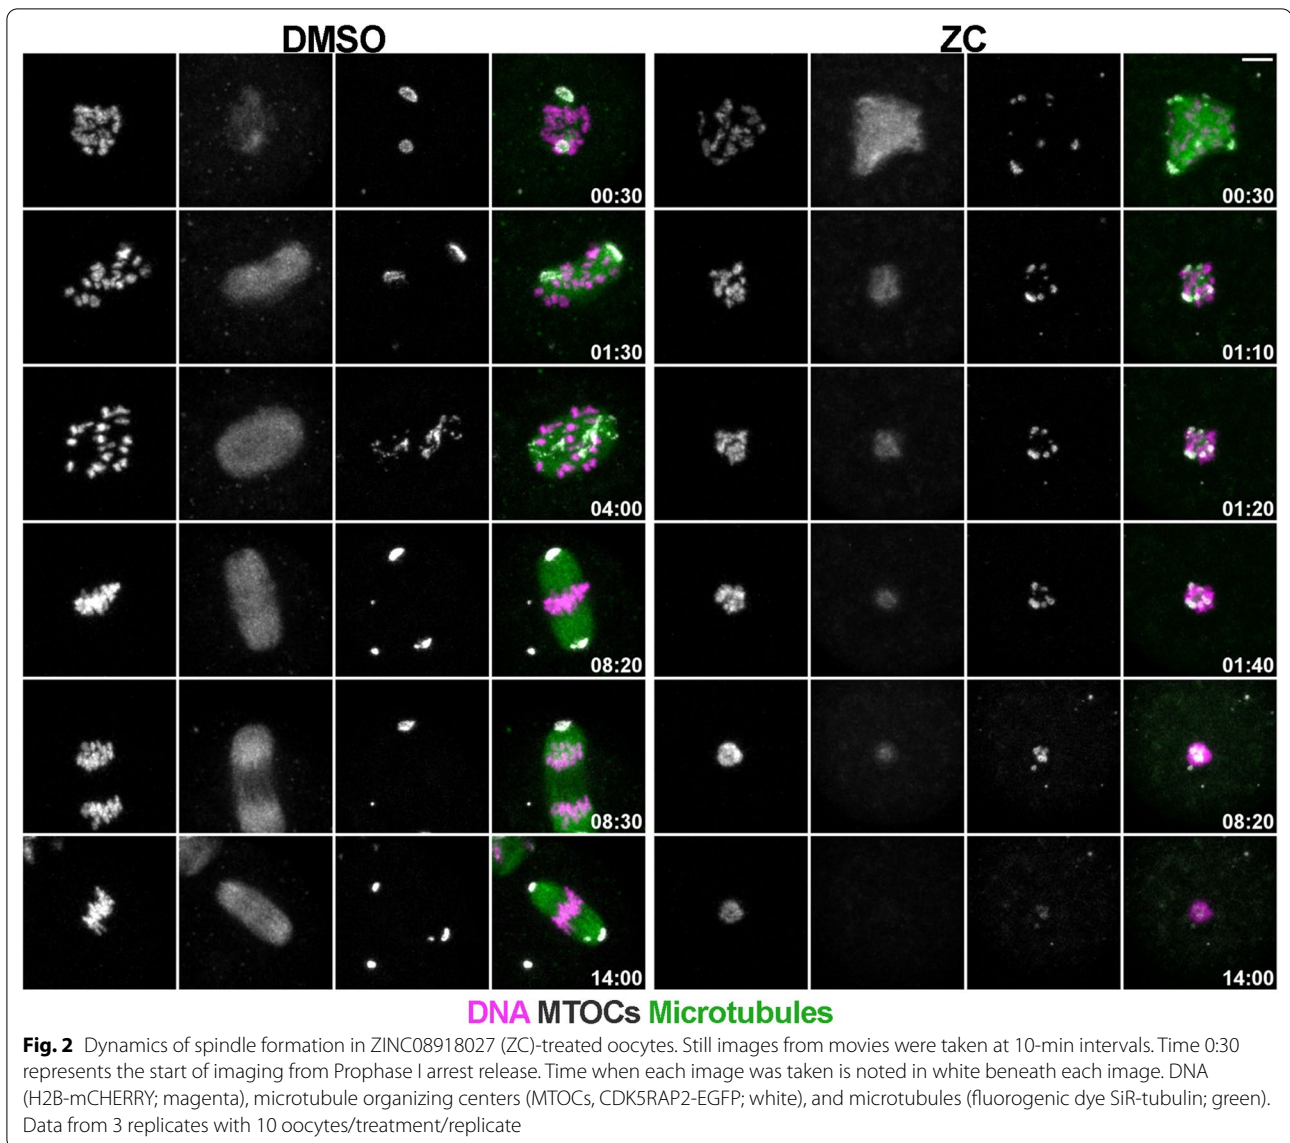 DMSO ZC
00:30 00:30
01:30 01:10
04:00 01:20
08:20 01:40
08:30 08:20
14:00 14:00
DNA MTOCs Microtubules
Fig. 2 Dynamics of spindle formation in ZINC08918027 (ZC)-treated oocytes. Still images from movies were taken at 10-min intervals. Time 0:30
represents the start of imaging from Prophase I arrest release. Time when each image was taken is noted in white beneath each image. DNA
(H2B-mCHERRY; magenta), microtubule organizing centers (MTOCs, CDK5RAP2-EGFP; white), and microtubules (fluorogenic dye SiR-tubulin; green).
Data from 3 replicates with 10 oocytes/treatment/replicate